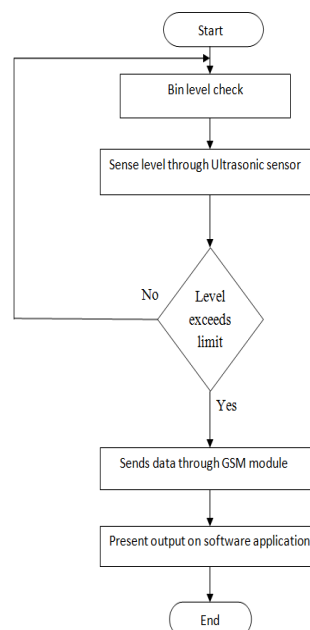 Start
Bin level check
Sense level through Ultrasonic sensor
Level
exceeds
limit
No
Yes
Sends data through GSM module
Present output on software application
End